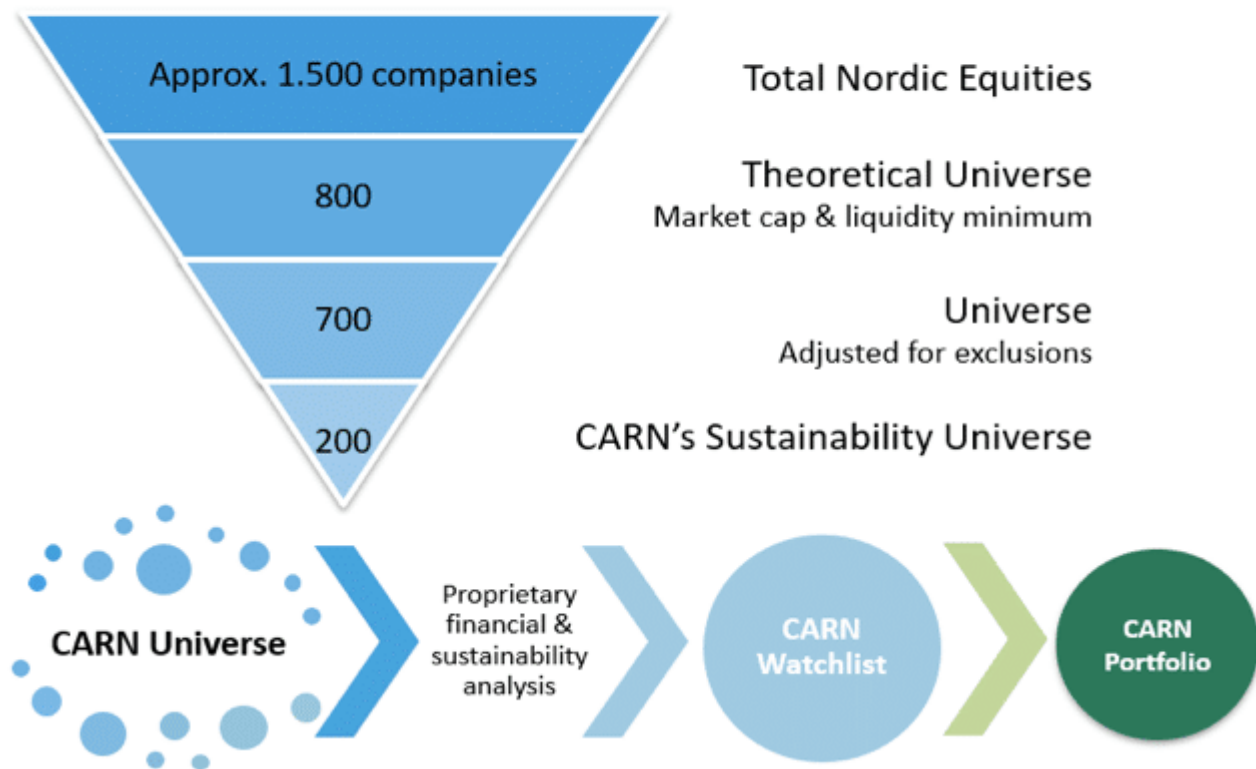 Approx. 1.500 companies
Total Nordic Equities
800
Theoretical Universe
Market cap & liquidity minimum
700
Universe
Adjusted for exclusions
200
CARN's Sustainability Universe
CARN Universe
Proprietary
financial &
sustainability
analysis
CARN
Watchlist
CARN
Portfolio